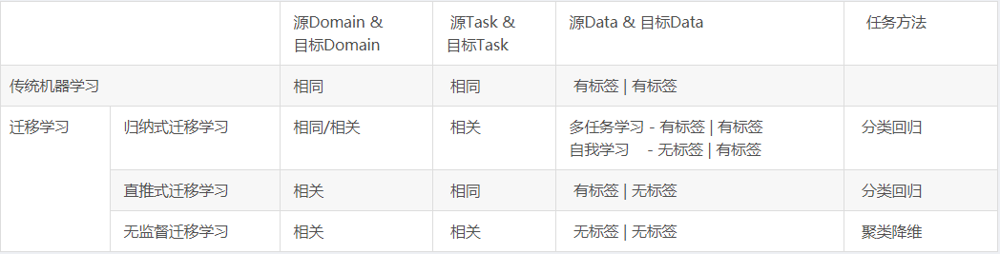 源Domain & 源Task & 源Data & 目标Data 任务方法
目标Domain 目标Task
传统机器学习 相同 相同 有标签 | 有标签
迁移学习 归纳式迁移学习 相同/相关 相关 多任务学习 - 有标签 | 有标签 分类回归
自我学习 - 无标签 | 有标签
直推式迁移学习 相关 相同 有标签 | 无标签 分类回归
无监督迁移学习 相关 相关 无标签 | 无标签 聚类降维